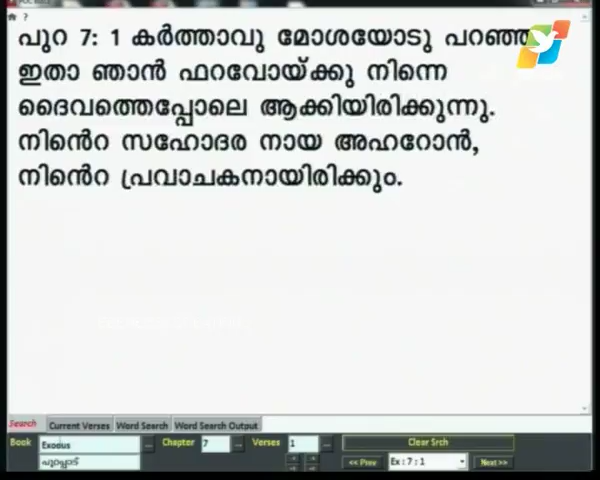 ?
പുറ 7: 1 കർത്താവു മോശയോടു പറഞ്ഞു
ഇതാ ഞാൻ ഫറവോയ്ക്കു നിന്നെ
ദൈവത്തെപ്പോലെ ആക്കിയിരിക്കുന്നു.
നിൻെറ സഹോദര നായ അഹറോൻ,
നിൻെറ പ്രവാചകനായിരിക്കും.
Search Current Verses Word Search Word Search Output
Book Exodus ... Chapter 7 ... Verses 1 ... Clear Srch
പുറപ്പാട് << Prev Ex : 7 : 1 Next >>